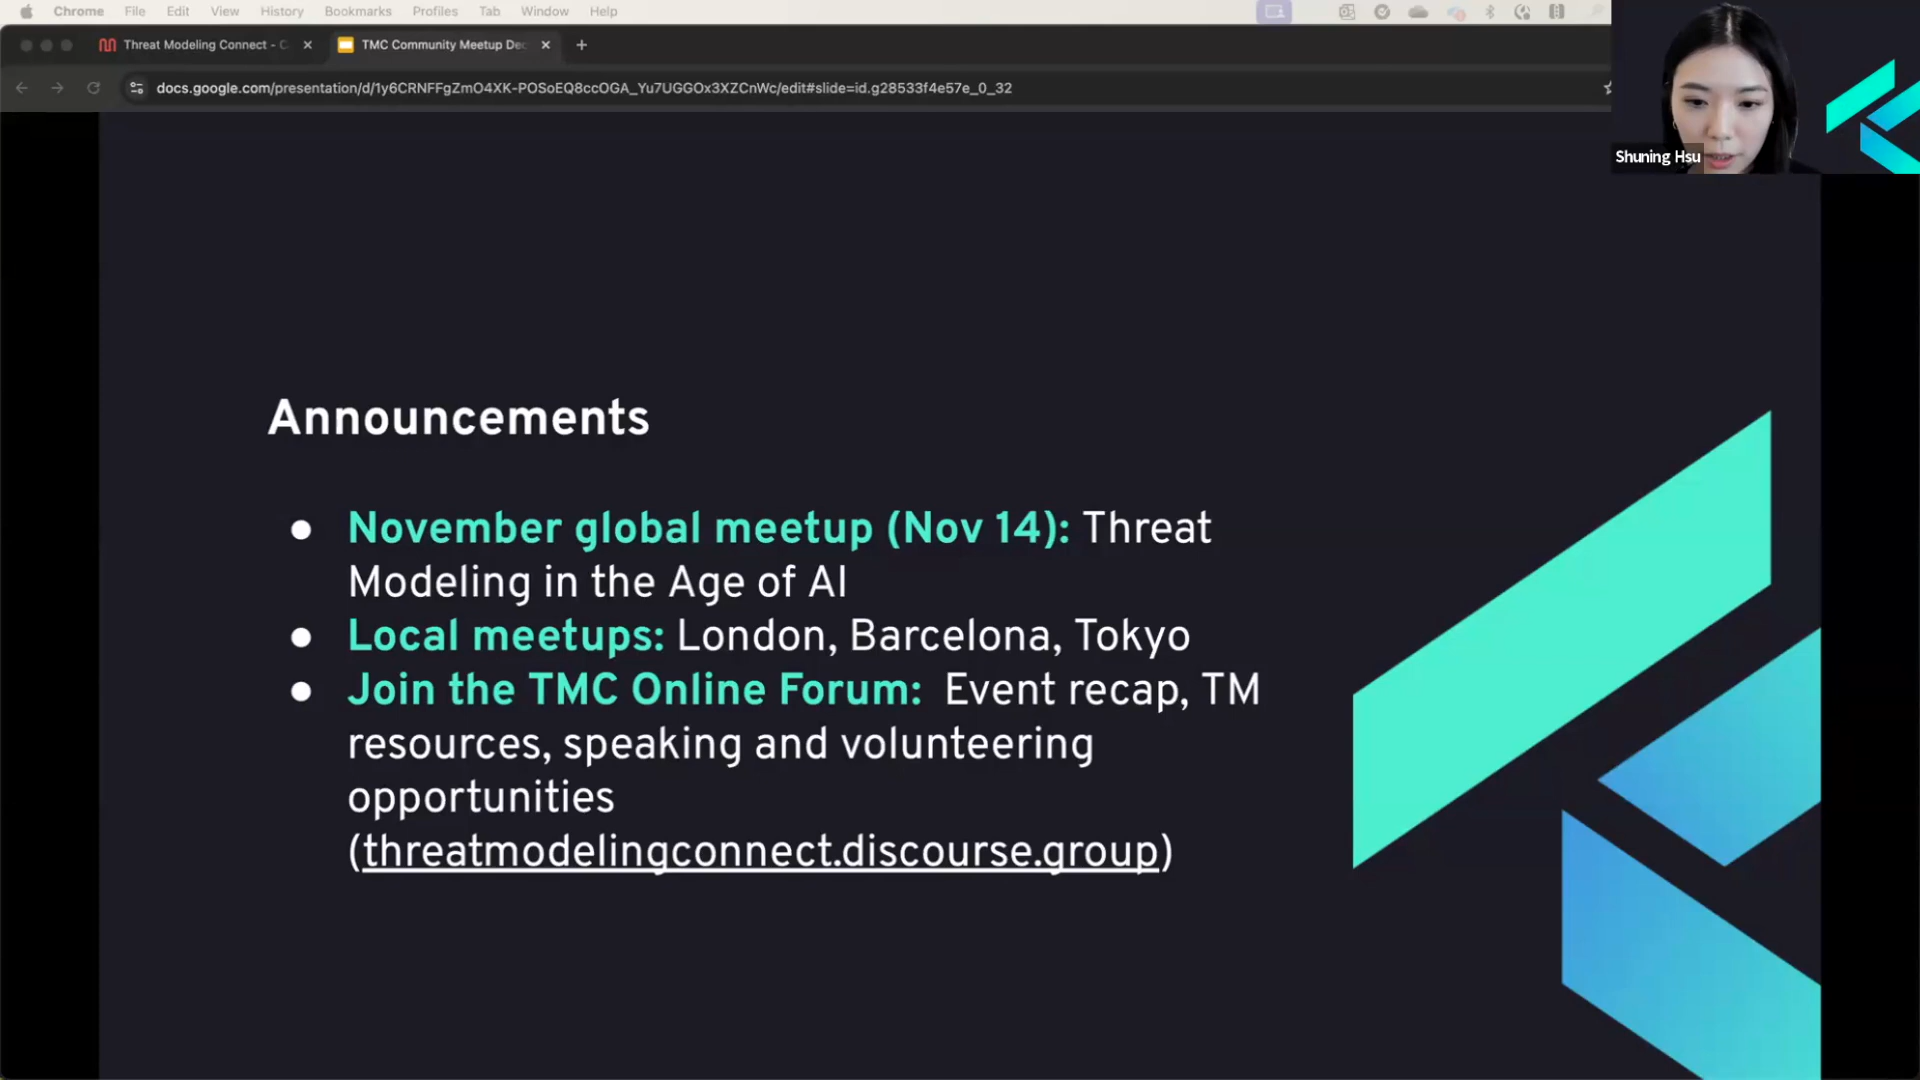 Chrome File Edit View History Bookmarks Profiles Tab Window Help
Threat Modeling Connect - C
TMC Community Meetup Dec
docs.google.com/presentation/d/1y6CRNFFgZmO4XK-POSoEQ8ccOGA_Yu7UGGOx3XZCnWc/edit#slide=id.g28533f4e57e_0_32
Shuning Hsu
Announcements
● November global meetup (Nov 14): Threat
Modeling in the Age of AI
● Local meetups: London, Barcelona, Tokyo
● Join the TMC Online Forum: Event recap, TM
resources, speaking and volunteering
opportunities
(threatmodelingconnect.discourse.group)